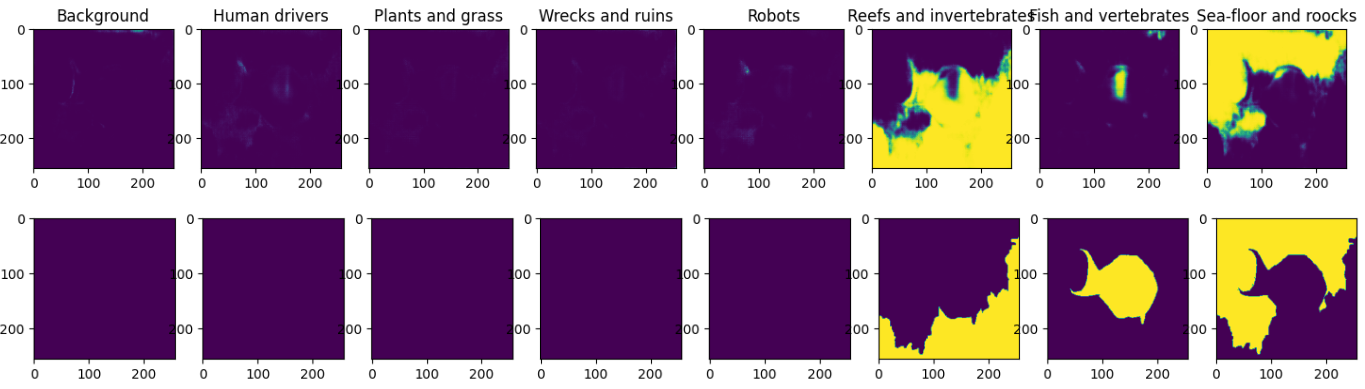 Background Human drivers Plants and grass Wrecks and ruins Robots Reefs and invertebrates Fish and vertebrates Sea-floor and roocks
0 0 0 0 0 0 0 0
100 100 100 100 100 100 100 100
200 200 200 200 200 200 200 200
0 100 200 0 100 200 0 100 200 0 100 200 0 100 200 0 100 200 0 100 200 0 100 200
0 0 0 0 0 0 0 0
100 100 100 100 100 100 100 100
200 200 200 200 200 200 200 200
0 100 200 0 100 200 0 100 200 0 100 200 0 100 200 0 100 200 0 100 200 0 100 200